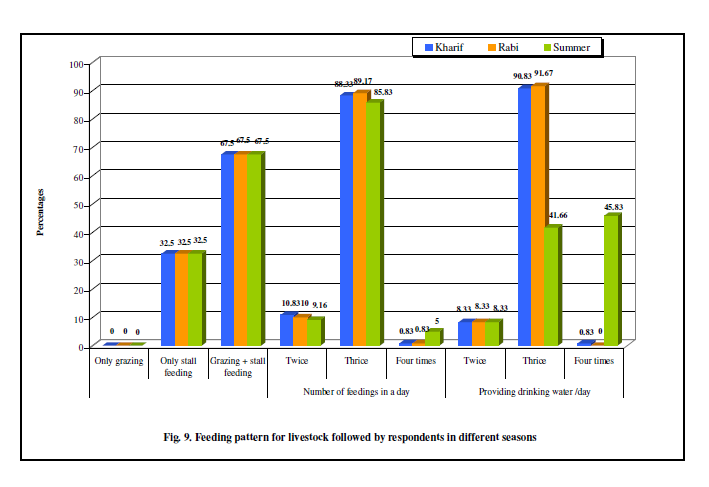 Kharif Rabi Summer
100
90
80
70
60
50
40
30
20
10
0
Percentages
0 0 0
32.5 32.5 32.5
67.5 67.5 67.5
10.83 10 9.16
88.33 89.17 85.83
0.83 0.83 5
8.33 8.33 8.33
90.83 91.67 41.66
0.83 0 45.83
Only grazing Only stall feeding Grazing + stall feeding Twice Thrice Four times Twice Thrice Four times
Number of feedings in a day Providing drinking water /day
Fig. 9. Feeding pattern for livestock followed by respondents in different seasons